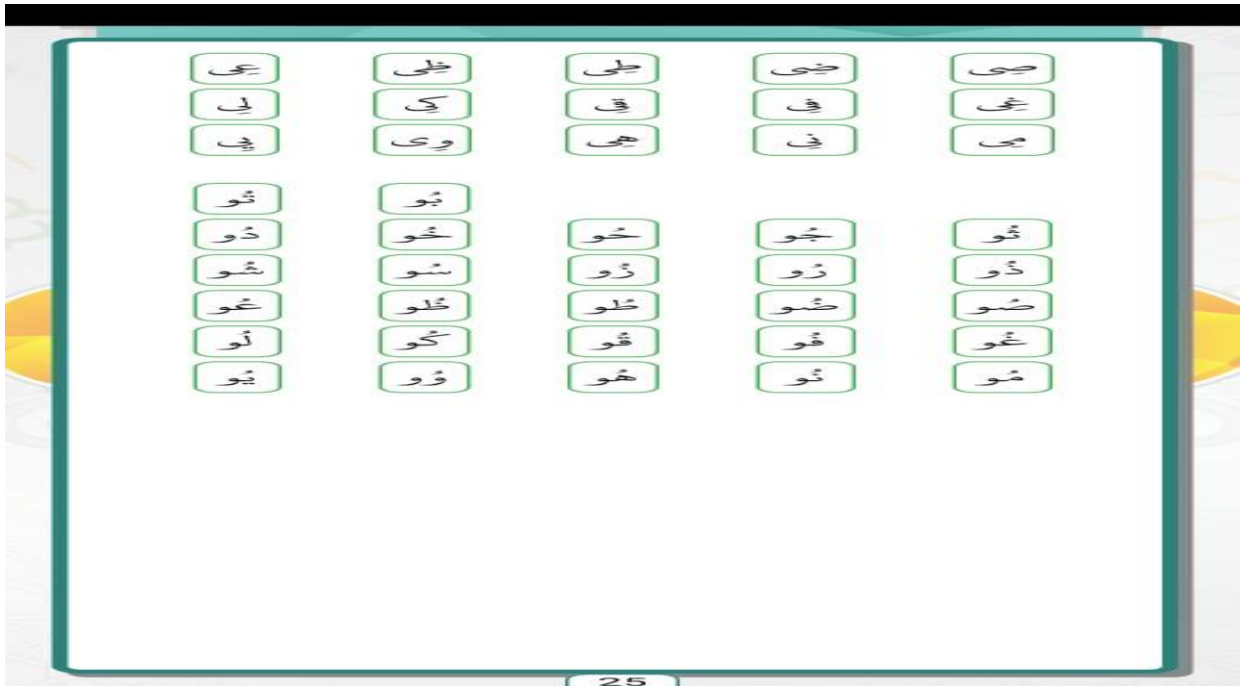 صِى ضِى طِى ظِى عِى
غِى فِى قِى كِى لِى
مِى نِى هِى وِى يِى
بُو تُو
ثُو جُو حُو خُو دُو
ذُو رُو زُو سُو شُو
صُو ضُو طُو ظُو عُو
غُو فُو قُو كُو لُو
مُو نُو هُو وُو يُو
25